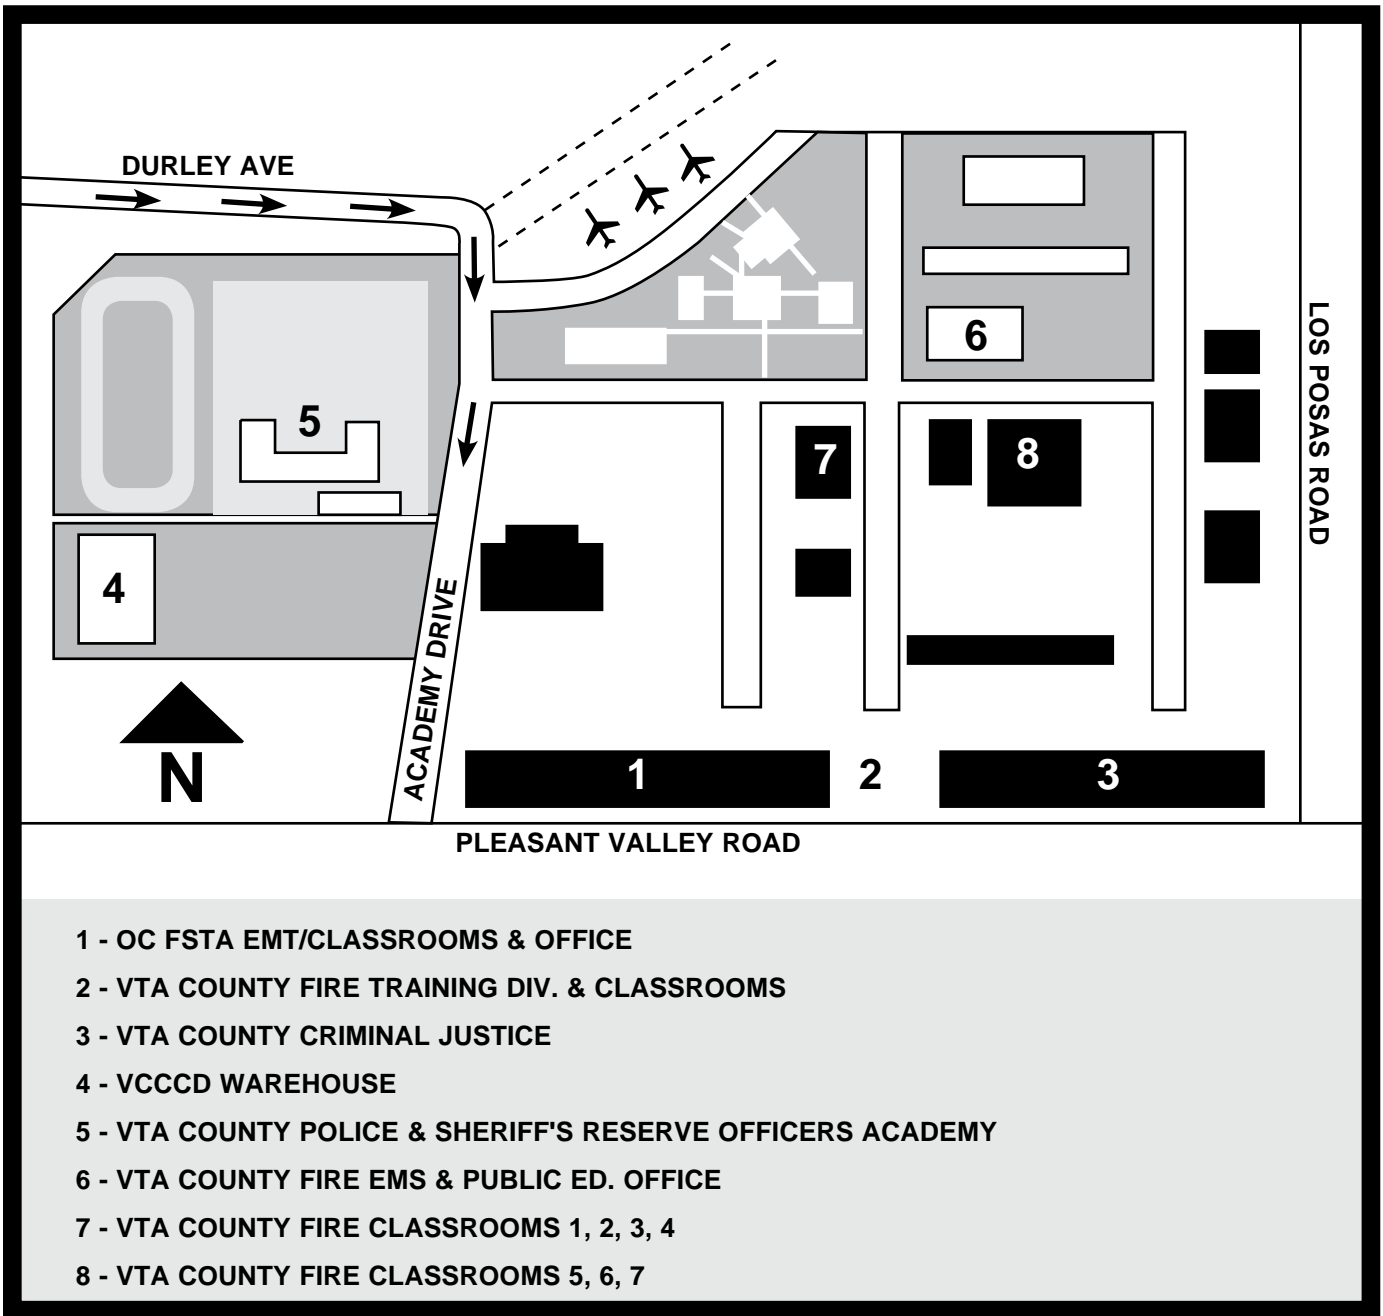 DURLEY AVE
LOS POSAS ROAD
6
5
7
8
4
ACADEMY DRIVE
N
1
2
3
PLEASANT VALLEY ROAD
1 - OC FSTA EMT/CLASSROOMS & OFFICE
2 - VTA COUNTY FIRE TRAINING DIV. & CLASSROOMS
3 - VTA COUNTY CRIMINAL JUSTICE
4 - VCCCD WAREHOUSE
5 - VTA COUNTY POLICE & SHERIFF'S RESERVE OFFICERS ACADEMY
6 - VTA COUNTY FIRE EMS & PUBLIC ED. OFFICE
7 - VTA COUNTY FIRE CLASSROOMS 1, 2, 3, 4
8 - VTA COUNTY FIRE CLASSROOMS 5, 6, 7